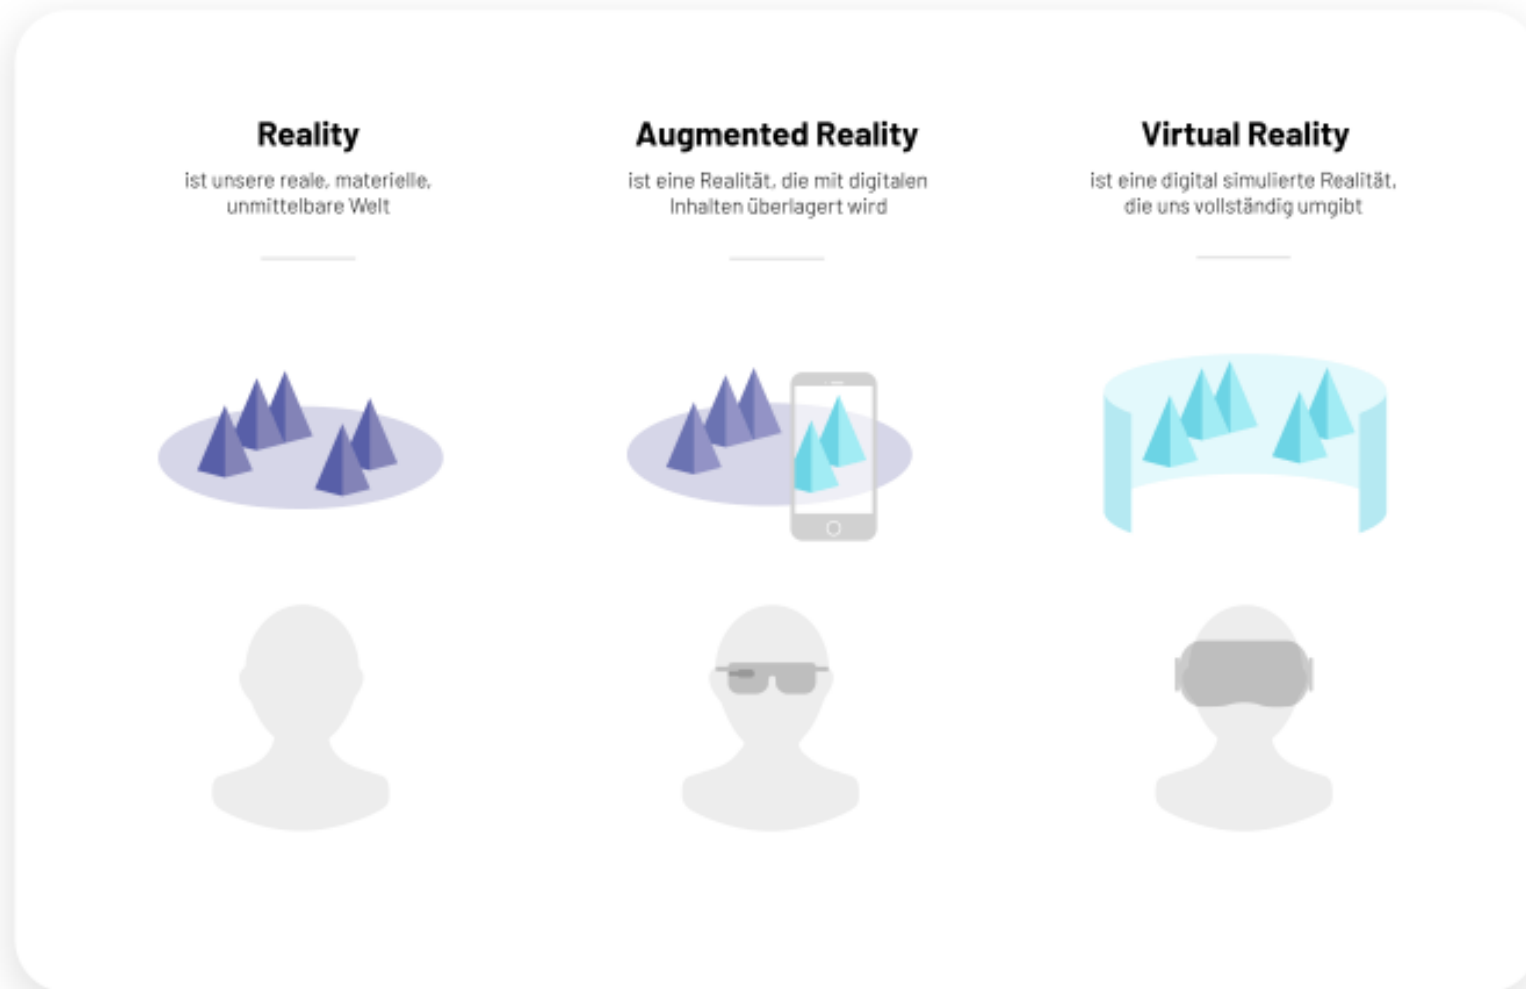 Reality
ist unsere reale, materielle,
unmittelbare Welt
Augmented Reality
ist eine Realität, die mit digitalen
Inhalten überlagert wird
Virtual Reality
ist eine digital simulierte Realität,
die uns vollständig umgibt